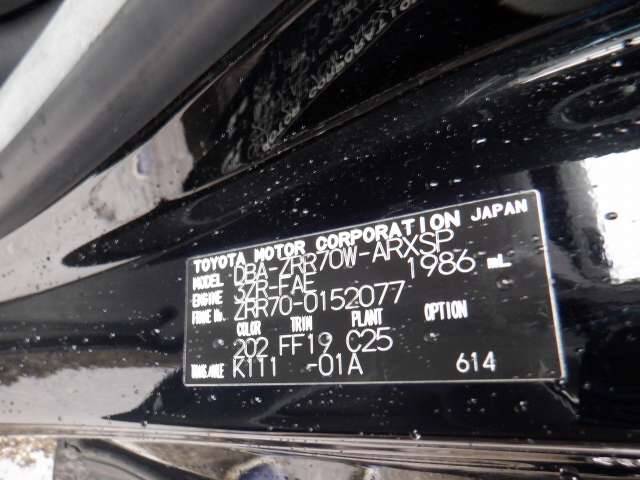 TOYOTA MOTOR CORPORATION JAPAN
MODEL DBA-ZRR70W-ARXSP
ENGINE 3ZR-FAE 1986 mL
FRAME No. ZRR70-0152077
COLOR TRIM PLANT OPTION
202 FF19 C25
TRANS.AXLE K111 -01A 614